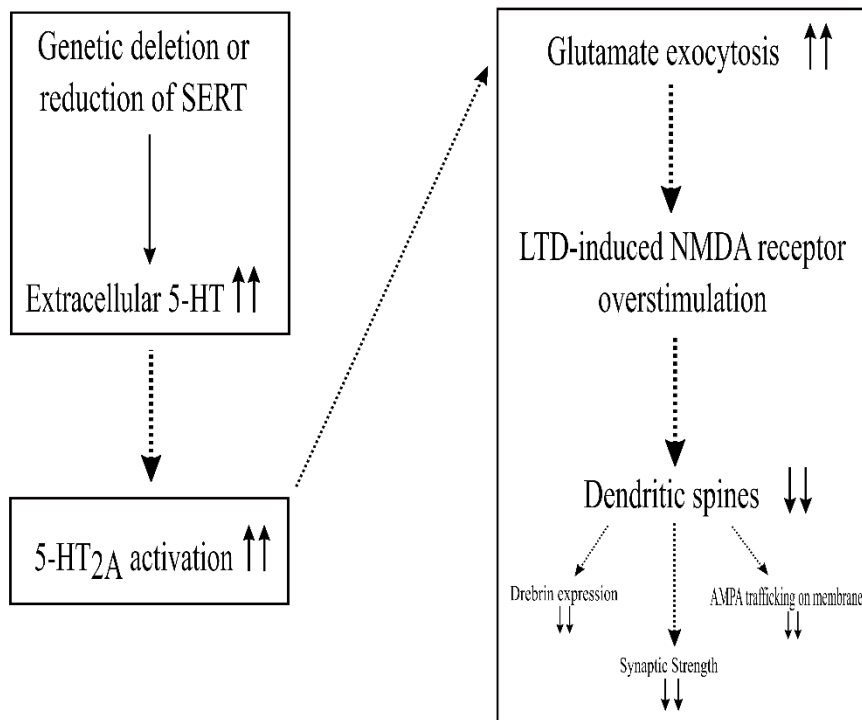 Genetic deletion or
reduction of SERT
Extracellular 5-HT ↑↑
5-HT2A activation ↑↑
Glutamate exocytosis ↑↑
LTD-induced NMDA receptor
overstimulation
Dendritic spines ↓↓
Drebrin expression
↓↓
Synaptic Strength
↓↓
AMPA trafficking on membrane
↓↓